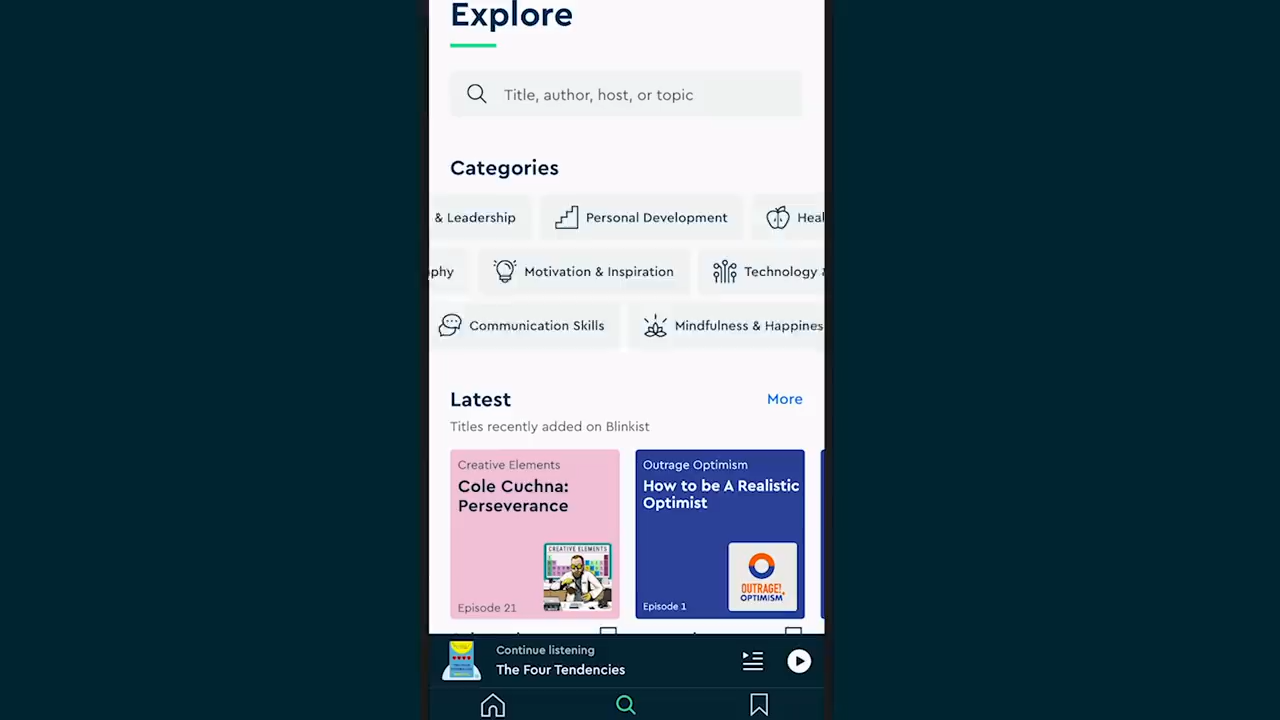 Explore
Title, author, host, or topic
Categories
& Leadership
Personal Development
Heal
phy
Motivation & Inspiration
Technology &
Communication Skills
Mindfulness & Happines
Latest
More
Titles recently added on Blinkist
Creative Elements
Cole Cuchna:
Perseverance
CREATIVE ELEMENTS
Episode 21
Outrage Optimism
How to be A Realistic
Optimist
OUTRAGE!
OPTIMISM
Episode 1
Continue listening
The Four Tendencies